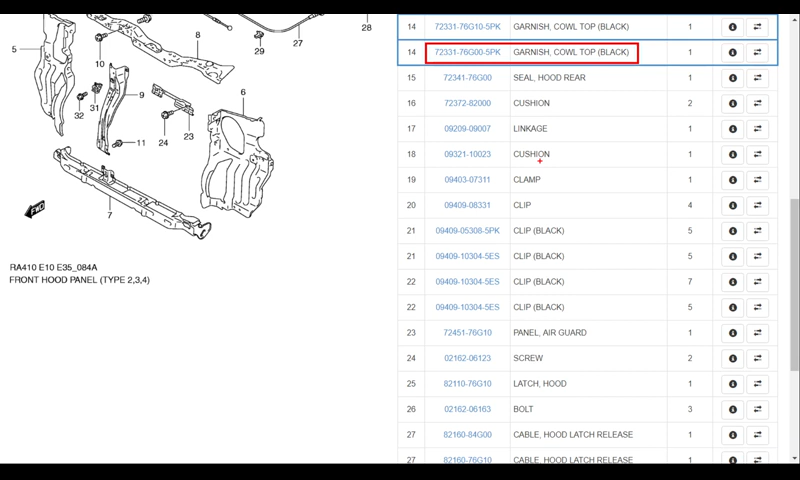 28
5
8
10
29
27
9
6
31
32
24
23
11
7
FWD
RA410 E10 E35_084A
FRONT HOOD PANEL (TYPE 2,3,4)
14 72331-76G10-5PK GARNISH, COWL TOP (BLACK) 1
14 72331-76G00-5PK GARNISH, COWL TOP (BLACK) 1
15 72341-76G00 SEAL, HOOD REAR 1
16 72372-82000 CUSHION 2
17 09209-09007 LINKAGE 1
18 09321-10023 CUSHION 1
19 09403-07311 CLAMP 1
20 09409-08331 CLIP 4
21 09409-05308-5PK CLIP (BLACK) 5
21 09409-10304-5ES CLIP (BLACK) 5
22 09409-10304-5ES CLIP (BLACK) 7
22 09409-10304-5ES CLIP (BLACK) 5
23 72451-76G10 PANEL, AIR GUARD 1
24 02162-06123 SCREW 2
25 82110-76G10 LATCH, HOOD 1
26 02162-06163 BOLT 3
27 82160-84G00 CABLE, HOOD LATCH RELEASE 1
27 82160-76G10 CABLE, HOOD LATCH RELEASE 1